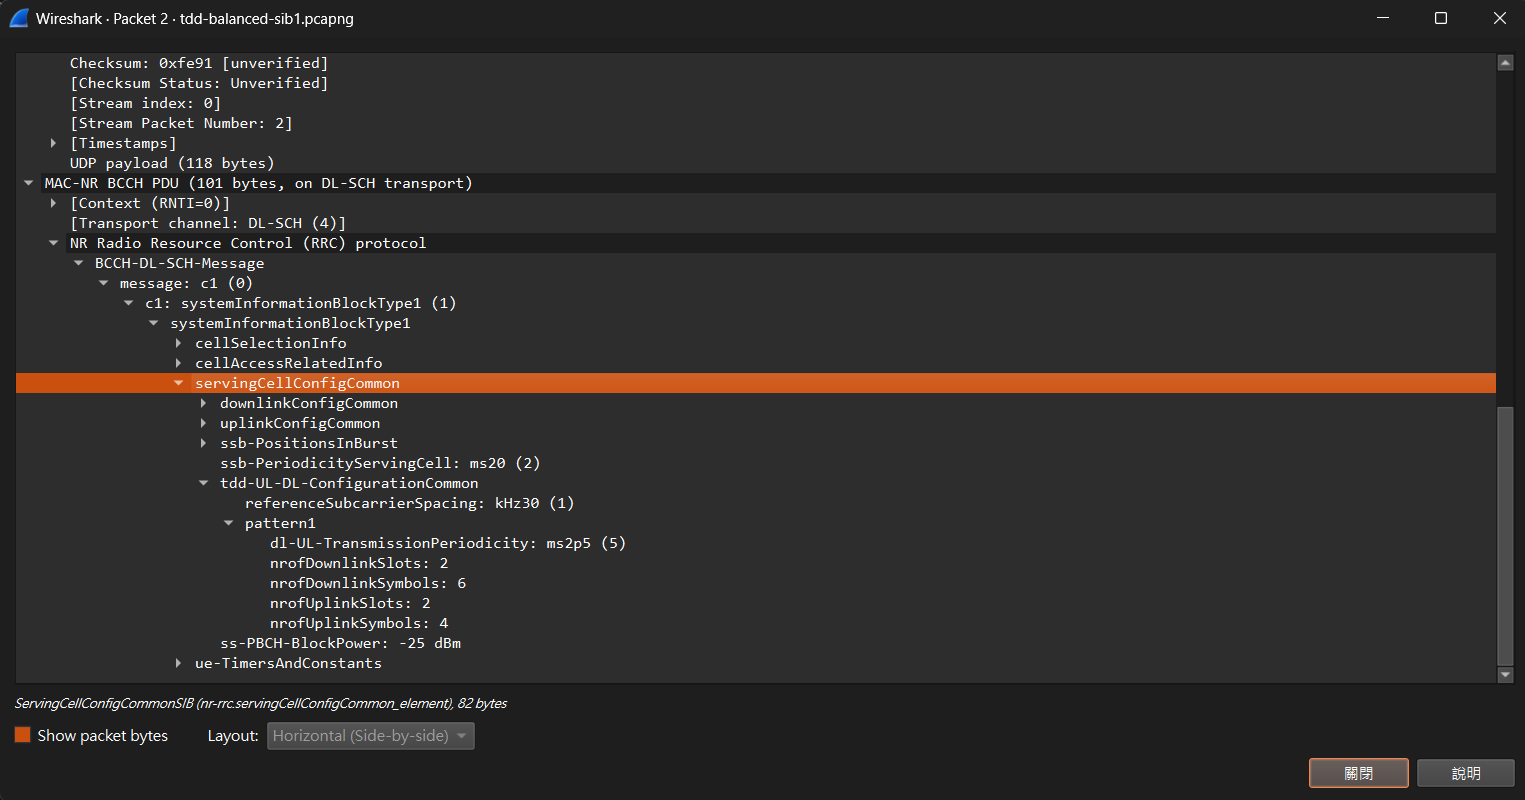 Wireshark · Packet 2 · tdd-balanced-sib1.pcapng
Checksum: 0xfe91 [unverified]
[Checksum Status: Unverified]
[Stream index: 0]
[Stream Packet Number: 2]
[Timestamps]
UDP payload (118 bytes)
MAC-NR BCCH PDU (101 bytes, on DL-SCH transport)
[Context (RNTI=0)]
[Transport channel: DL-SCH (4)]
NR Radio Resource Control (RRC) protocol
BCCH-DL-SCH-Message
message: c1 (0)
c1: systemInformationBlockType1 (1)
systemInformationBlockType1
cellSelectionInfo
cellAccessRelatedInfo
servingCellConfigCommon
downlinkConfigCommon
uplinkConfigCommon
ssb-PositionsInBurst
ssb-PeriodicityServingCell: ms20 (2)
tdd-UL-DL-ConfigurationCommon
referenceSubcarrierSpacing: kHz30 (1)
pattern1
dl-UL-TransmissionPeriodicity: ms2p5 (5)
nrofDownlinkSlots: 2
nrofDownlinkSymbols: 6
nrofUplinkSlots: 2
nrofUplinkSymbols: 4
ss-PBCH-BlockPower: -25 dBm
ue-TimersAndConstants
ServingCellConfigCommonSIB (nr-rrc.servingCellConfigCommon_element), 82 bytes
Show packet bytes Layout: Horizontal (Side-by-side)
關閉 說明